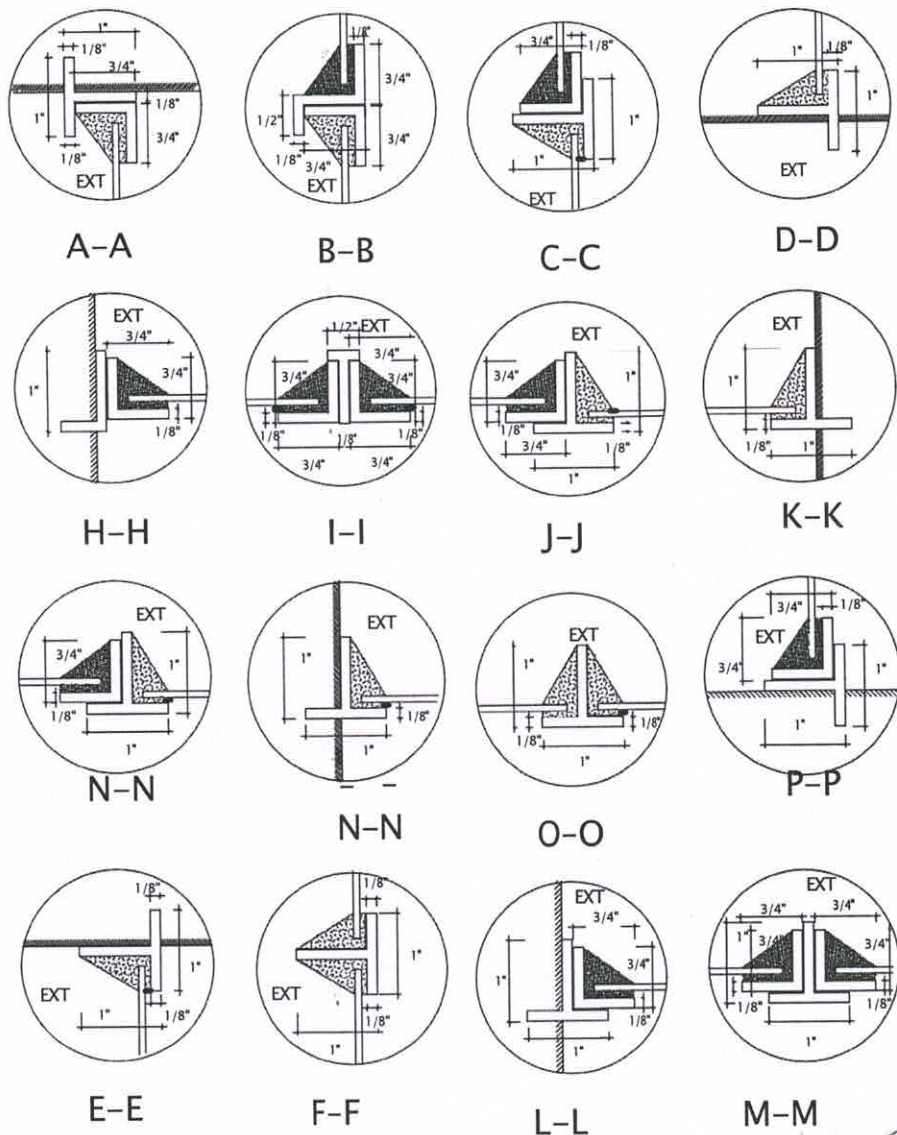 1"
1/8"
3/4"
1"
1/8"
3/4"
1/8"
EXT
A–A
1/8"
3/4"
1/2"
1/8"
3/4"
3/4"
EXT
B–B
3/4"
1/8"
1"
1"
EXT
C–C
1"
1/8"
1"
EXT
D–D
EXT
3/4"
1"
3/4"
1/8"
H–H
1/2"
EXT
3/4"
3/4"
1/8"
1/8"
1/8"
3/4"
3/4"
I–I
EXT
3/4"
1"
1/8"
3/4"
1"
J–J
EXT
1"
1/8"
1"
K–K
EXT
3/4"
1"
1/8"
1"
N–N
EXT
1"
1/8"
1"
N–N
EXT
1"
1/8"
1/8"
1"
O–O
3/4"
1/8"
EXT
3/4"
1"
1"
P–P
1/8"
EXT
1"
1"
1/8"
E–E
1/8"
EXT
1"
1"
1/8"
F–F
EXT
3/4"
1"
3/4"
1/8"
1"
L–L
EXT
3/4"
3/4"
1"
3/4"
3/4"
1/8"
1/8"
1"
M–M